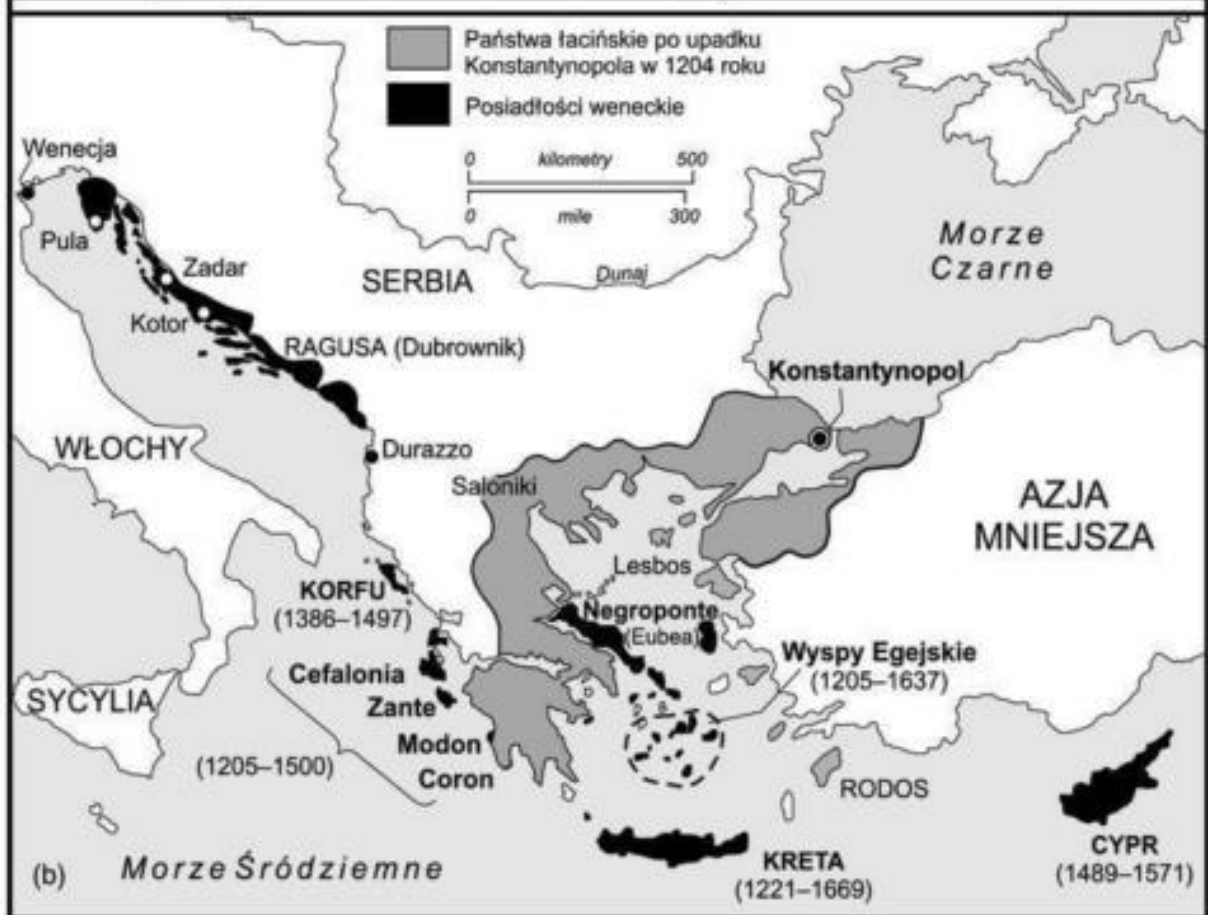 Państwa łacińskie po upadku
Konstantynopola w 1204 roku
Posiadłości weneckie
0 kilometry 500
0 mile 300
Wenecja
Pula
Zadar
Kotor
SERBIA
Dunaj
Morze
Czarne
RAGUSA (Dubrownik)
Konstantynopol
WŁOCHY
Durazzo
Saloniki
AZJA
MNIEJSZA
Lesbos
KORFU
(1386–1497)
Negroponte
(Eubea)
Wyspy Egejskie
(1205–1637)
Cefalonia
SYCYLIA
Zante
Modon
(1205–1500)
Coron
RODOS
CYPR
(1489–1571)
KRETA
(1221–1669)
(b)
Morze Śródziemne